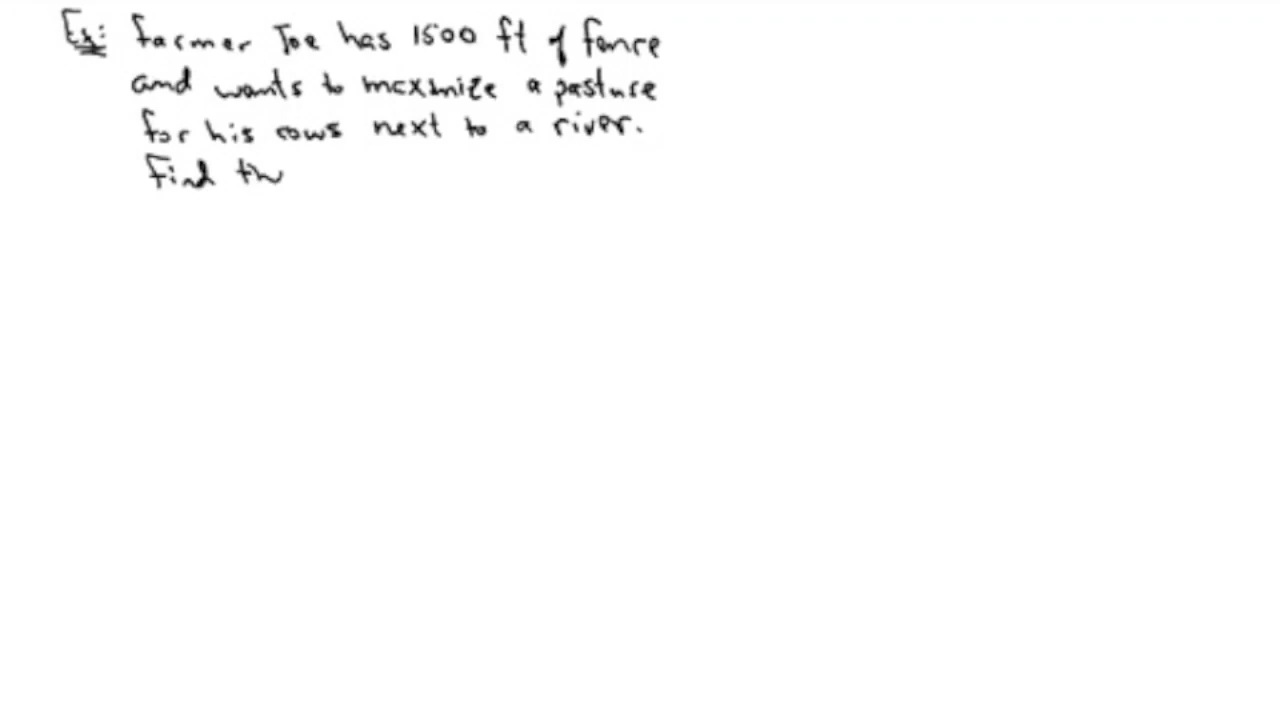 Ex: Farmer Joe has 1500 ft of fence
and wants to maximize a pasture
for his cows next to a river.
Find th